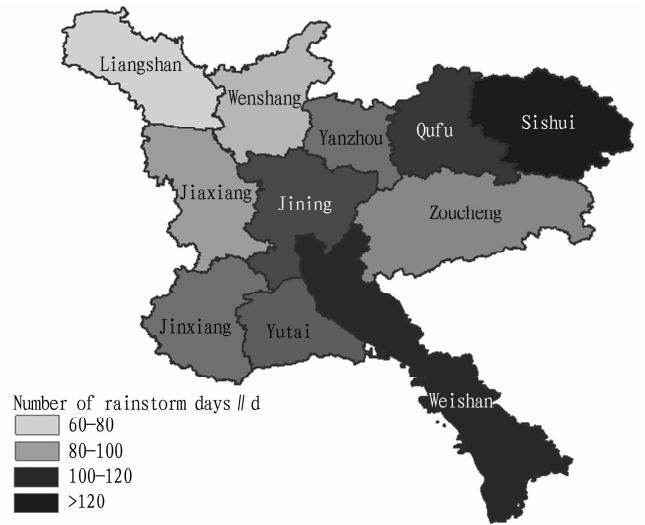 Liangshan
Wenshang
Yanzhou
Qufu
Sishui
Jiaxiang
Jining
Zoucheng
Jinxiang
Yutai
Weishan
Number of rainstorm days∥d
60-80
80-100
100-120
>120